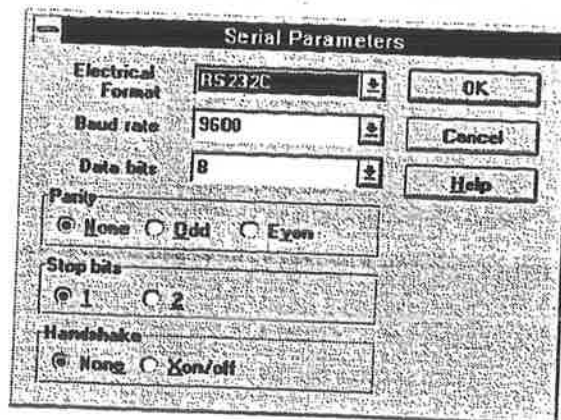 Serial Parameters
Electrical
Format
RS232C
OK
Baud rate
9600
Cancel
Data bits
8
Help
Parity
None
Odd
Even
Stop bits
1
2
Handshake
None
Xon/off